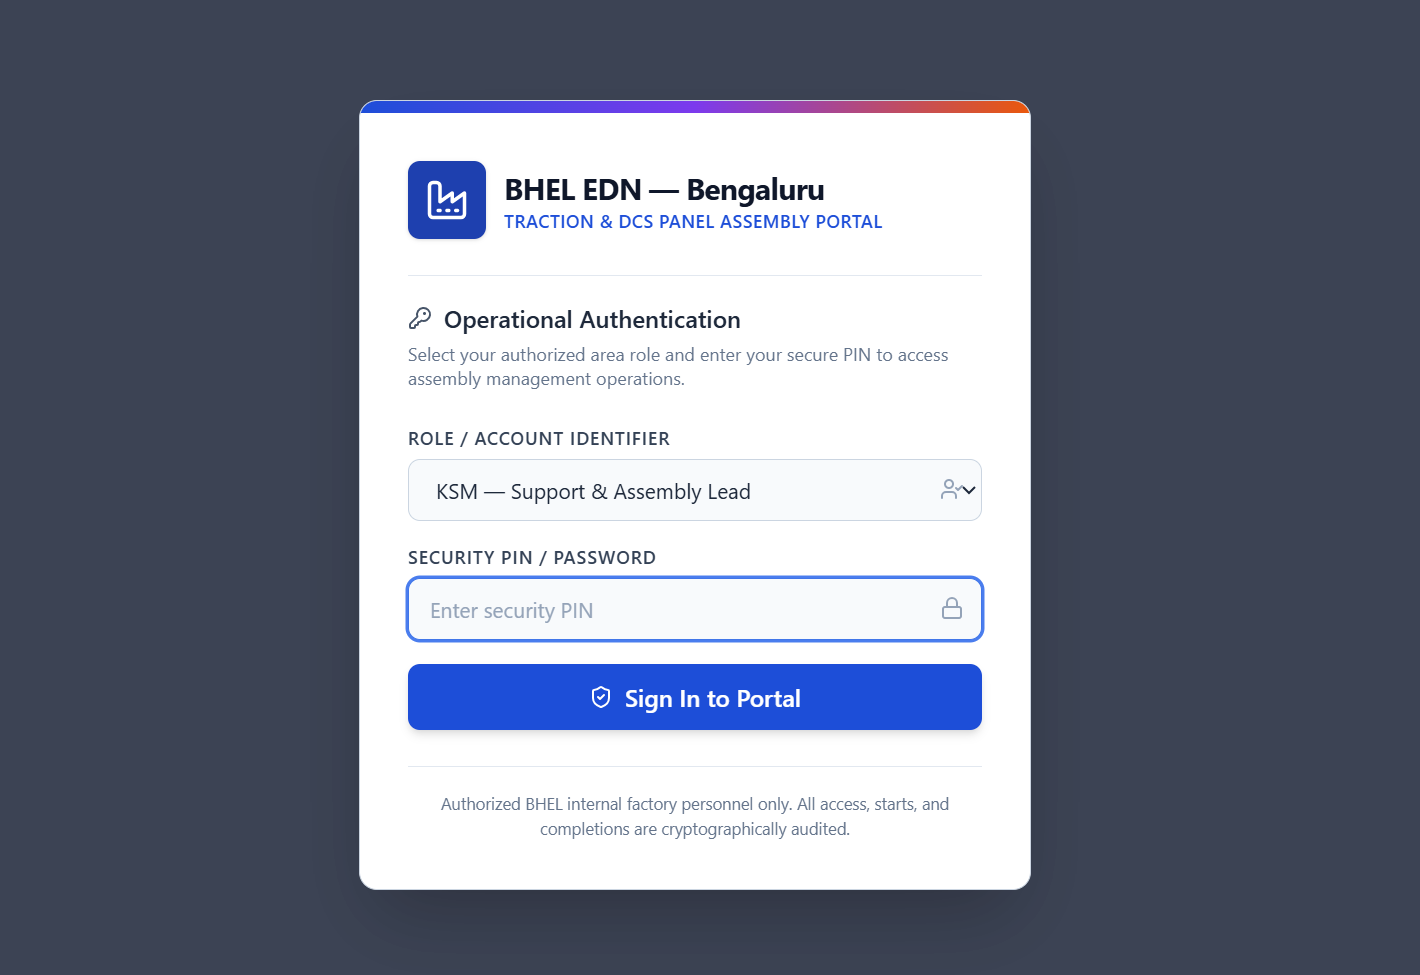 BHEL EDN — Bengaluru
TRACTION & DCS PANEL ASSEMBLY PORTAL
Operational Authentication
Select your authorized area role and enter your secure PIN to access
assembly management operations.
ROLE / ACCOUNT IDENTIFIER
KSM — Support & Assembly Lead
SECURITY PIN / PASSWORD
Enter security PIN
Sign In to Portal
Authorized BHEL internal factory personnel only. All access, starts, and
completions are cryptographically audited.